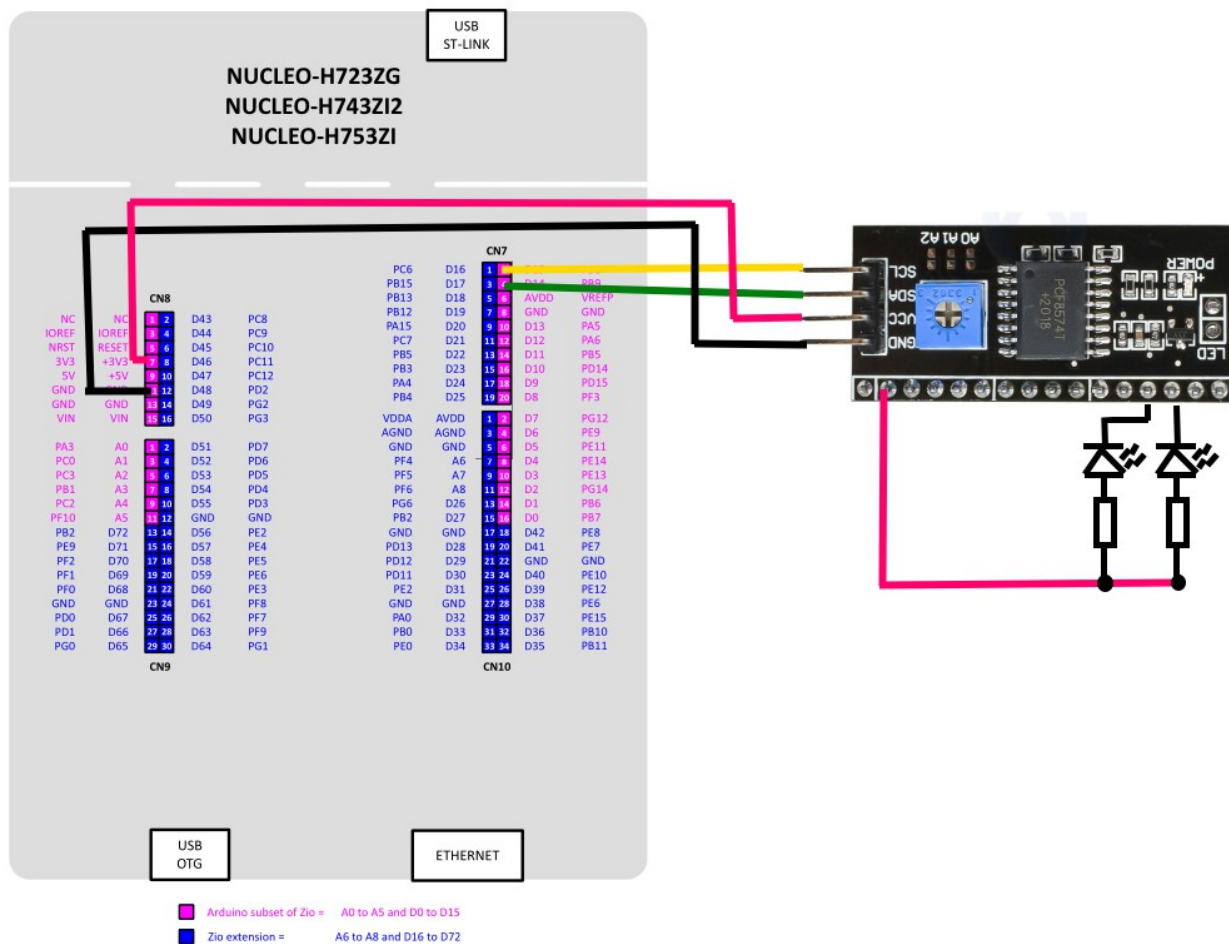 USB
ST-LINK
NUCLEO-H723ZG
NUCLEO-H743ZI2
NUCLEO-H753ZI
CN8
NC NC 1 2 D43 PC8
IOREF IOREF 3 4 D44 PC9
NRST RESET 5 6 D45 PC10
3V3 +3V3 7 8 D46 PC11
5V +5V 9 10 D47 PC12
GND 12 D48 PD2
GND GND 13 14 D49 PG2
VIN VIN 15 16 D50 PG3
PA3 A0 1 2 D51 PD7
PC0 A1 3 4 D52 PD6
PC3 A2 5 6 D53 PD5
PB1 A3 7 8 D54 PD4
PC2 A4 9 10 D55 PD3
PF10 A5 11 12 GND GND
PB2 D72 13 14 D56 PE2
PE9 D71 15 16 D57 PE4
PF2 D70 17 18 D58 PE5
PF1 D69 19 20 D59 PE6
PF0 D68 21 22 D60 PE3
GND GND 23 24 D61 PF8
PD0 D67 25 26 D62 PF7
PD1 D66 27 28 D63 PF9
PG0 D65 29 30 D64 PG1
CN9
CN7
PC6 D16 1
PB15 D17 3 D14 PB9
PB13 D18 5 6 AVDD VREFP
PB12 D19 7 8 GND GND
PA15 D20 9 10 D13 PA5
PC7 D21 11 12 D12 PA6
PB5 D22 13 14 D11 PB5
PB3 D23 15 16 D10 PD14
PA4 D24 17 18 D9 PD15
PB4 D25 19 20 D8 PF3
VDDA AVDD 1 2 D7 PG12
AGND AGND 3 4 D6 PE9
GND GND 5 6 D5 PE11
PF4 A6 7 8 D4 PE14
PF5 A7 9 10 D3 PE13
PF6 A8 11 12 D2 PG14
PG6 D26 13 14 D1 PB6
PB2 D27 15 16 D0 PB7
GND GND 17 18 D42 PE8
PD13 D28 19 20 D41 PE7
PD12 D29 21 22 GND GND
PD11 D30 23 24 D40 PE10
PE2 D31 25 26 D39 PE12
GND GND 27 28 D38 PE6
PA0 D32 29 30 D37 PE15
PB0 D33 31 32 D36 PB10
PE0 D34 33 34 D35 PB11
CN10
A0 A1 A2
SCL
SDA
VCC
GND
3362
PCF8574T
+2018
POWER
+
LED
USB
OTG
ETHERNET
Arduino subset of Zio = A0 to A5 and D0 to D15
Zio extension = A6 to A8 and D16 to D72